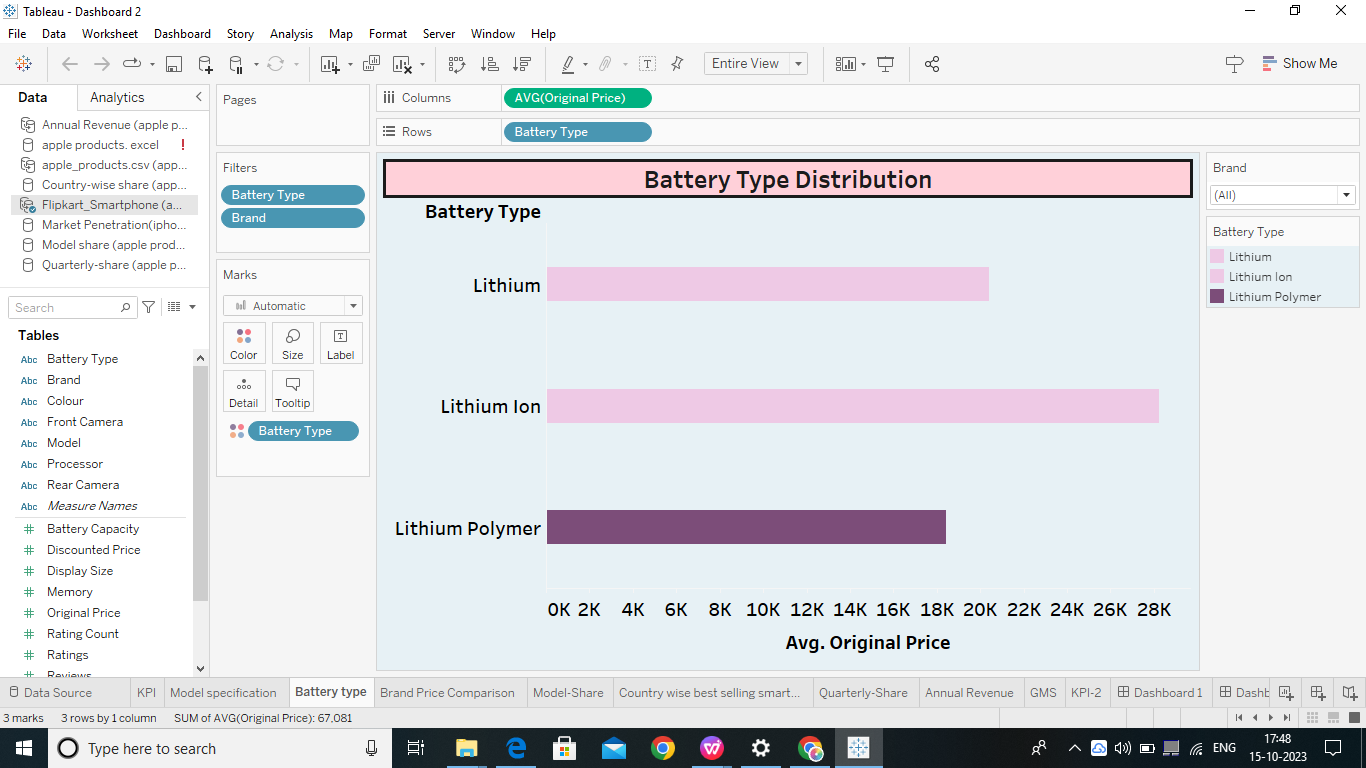 Tableau - Dashboard 2
File Data Worksheet Dashboard Story Analysis Map Format Server Window Help
Entire View
Show Me
Data Analytics
Annual Revenue (apple p...
apple products. excel
apple_products.csv (app...
Country-wise share (app...
Flipkart_Smartphone (a...
Market Penetration(ipho...
Model share (apple prod...
Quarterly-share (apple p...
Search
Tables
Abc Battery Type
Abc Brand
Abc Colour
Abc Front Camera
Abc Model
Abc Processor
Abc Rear Camera
Abc Measure Names
# Battery Capacity
# Discounted Price
# Display Size
# Memory
# Original Price
# Rating Count
# Ratings
Reviews
Pages
Filters
Battery Type
Brand
Marks
Automatic
Color Size Label
Detail Tooltip
Battery Type
Columns AVG(Original Price)
Rows Battery Type
Battery Type Distribution
Battery Type
Lithium
Lithium Ion
Lithium Polymer
0K 2K 4K 6K 8K 10K 12K 14K 16K 18K 20K 22K 24K 26K 28K
Avg. Original Price
Brand
(All)
Battery Type
Lithium
Lithium Ion
Lithium Polymer
Data Source KPI Model specification Battery type Brand Price Comparison Model-Share Country wise best selling smart... Quarterly-Share Annual Revenue GMS KPI-2 Dashboard 1 Dashb
3 marks 3 rows by 1 column SUM of AVG(Original Price): 67,081
Type here to search
ENG
17:48
15-10-2023